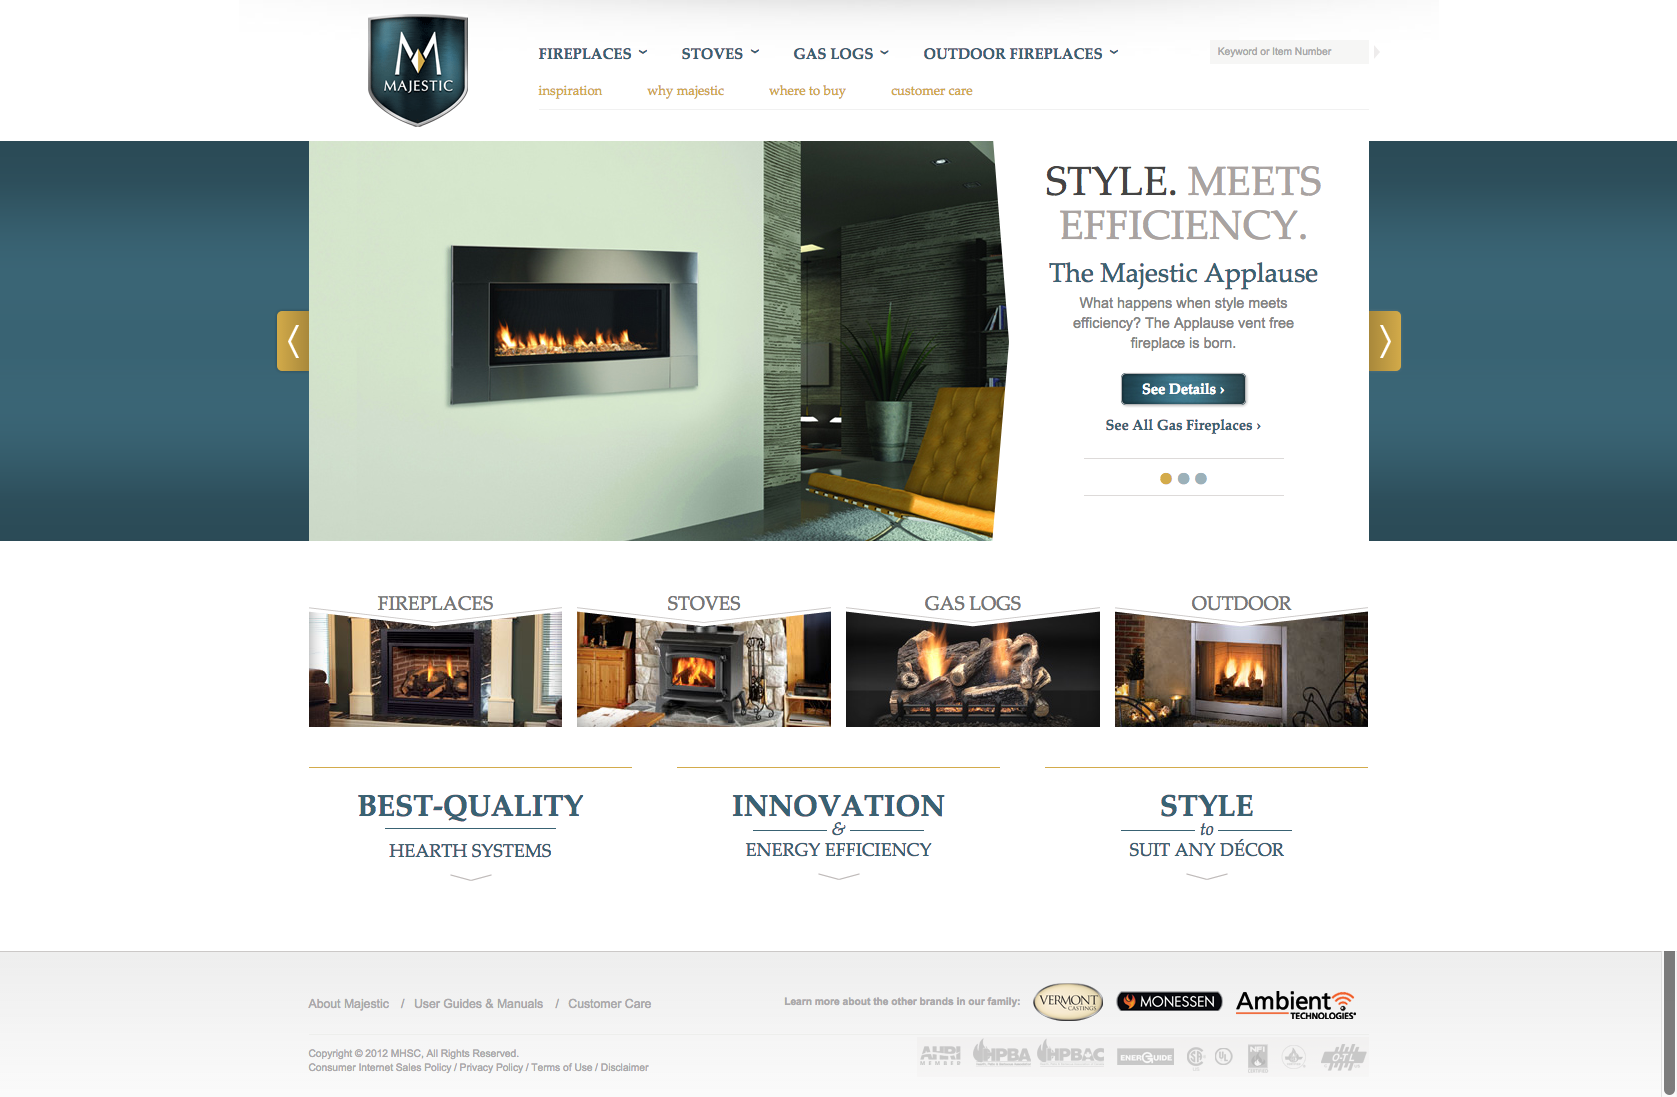 MAJESTIC
FIREPLACES
STOVES
GAS LOGS
OUTDOOR FIREPLACES
Keyword or Item Number
inspiration
why majestic
where to buy
customer care
STYLE. MEETS
EFFICIENCY.
The Majestic Applause
What happens when style meets
efficiency? The Applause vent free
fireplace is born.
See Details ›
See All Gas Fireplaces ›
FIREPLACES
STOVES
GAS LOGS
OUTDOOR
BEST-QUALITY
HEARTH SYSTEMS
INNOVATION
&
ENERGY EFFICIENCY
STYLE
to
SUIT ANY DÉCOR
About Majestic / User Guides & Manuals / Customer Care
Learn more about the other brands in our family:
VERMONT
CASTINGS
MONESSEN
Ambient
TECHNOLOGIES
Copyright © 2012 MHSC, All Rights Reserved.
Consumer Internet Sales Policy / Privacy Policy / Terms of Use / Disclaimer
AHRI
HPBA
HPBAC
ENERGUIDE
UL
NFI
CERTIFIED
O-T-L